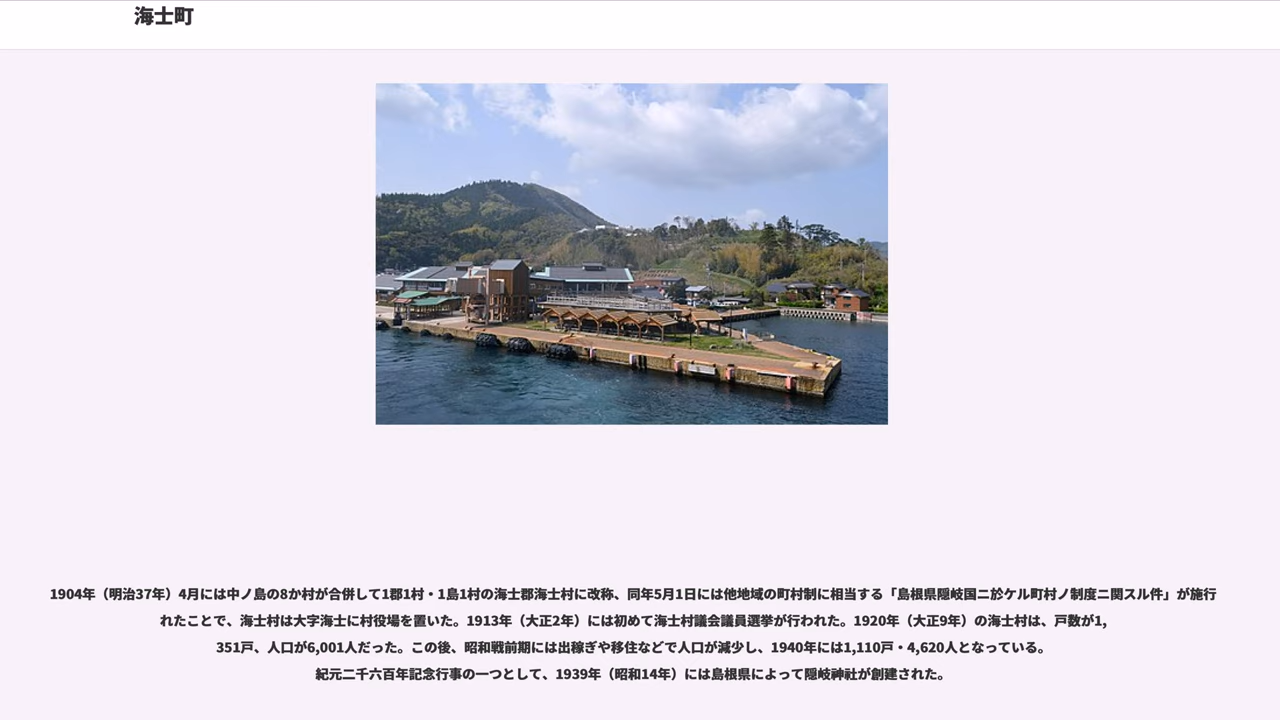 海士町
1904年（明治37年）4月には中ノ島の8か村が合併して1郡1村・1島1村の海士郡海士村に改称、同年5月1日には他地域の町村制に相当する「島根県隠岐国ニ於ケル町村ノ制度ニ関スル件」が施行
れたことで、海士村は大字海士に村役場を置いた。1913年（大正2年）には初めて海士村議会議員選挙が行われた。1920年（大正9年）の海士村は、戸数が1,
351戸、人口が6,001人だった。この後、昭和戦前期には出稼ぎや移住などで人口が減少し、1940年には1,110戸・4,620人となっている。
紀元二千六百年記念行事の一つとして、1939年（昭和14年）には島根県によって隠岐神社が創建された。